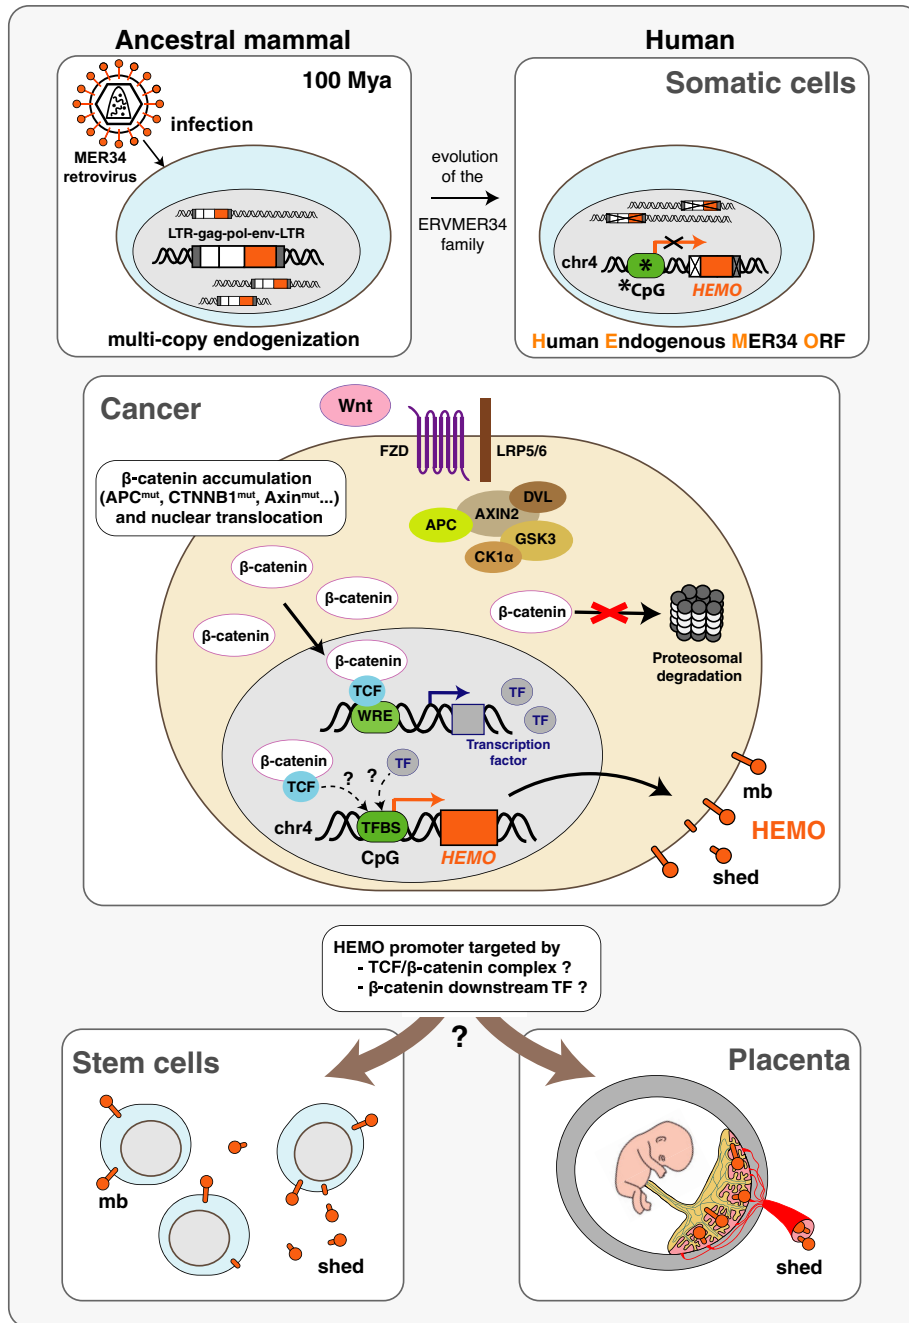 Ancestral mammal
Human
100 Mya
infection
MER34
retrovirus
LTR-gag-pol-env-LTR
multi-copy endogenization
evolution
of the
ERVMER34
family
Somatic cells
chr4
*
*CpG
HEMO
Human Endogenous MER34 ORF
Cancer
Wnt
FZD
LRP5/6
β-catenin accumulation
(APCmut, CTNNB1mut, Axinmut...)
and nuclear translocation
DVL
AXIN2
APC
GSK3
CK1α
β-catenin
β-catenin
β-catenin
β-catenin
Proteosomal
degradation
β-catenin
TCF
WRE
TF
TF
Transcription
factor
β-catenin
TCF
?
?
TF
chr4
TFBS
CpG
HEMO
mb
HEMO
shed
HEMO promoter targeted by
- TCF/β-catenin complex ?
- β-catenin downstream TF ?
?
Stem cells
mb
shed
Placenta
shed